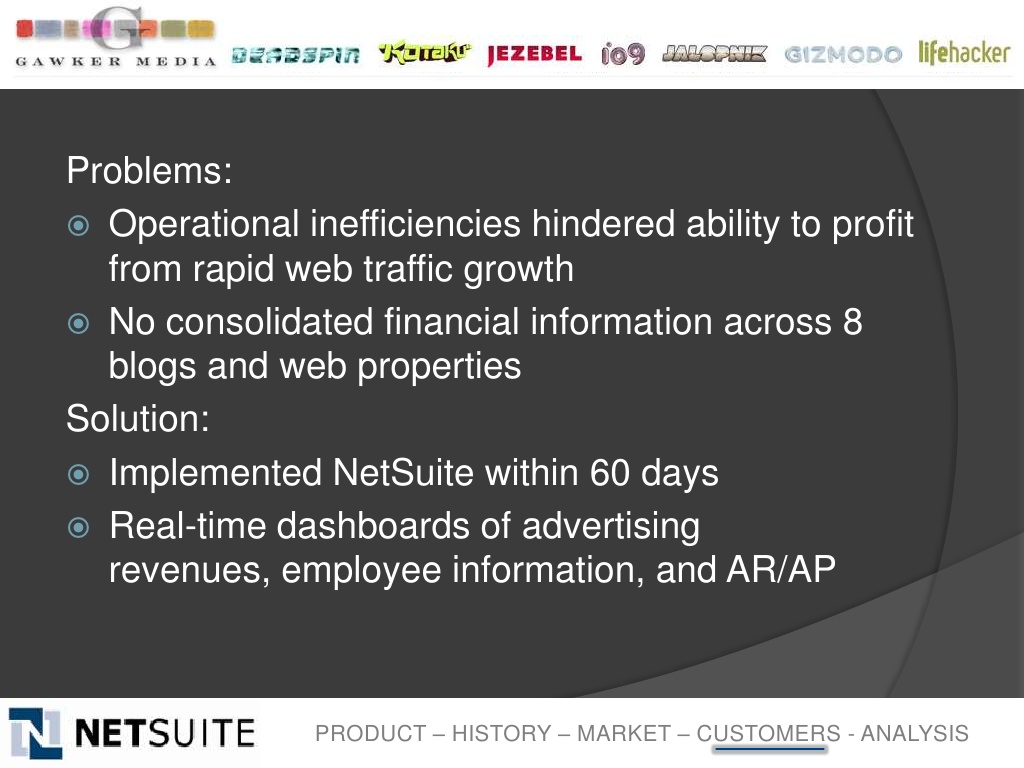 G
GAWKER MEDIA DEADSPIN KOTAKU JEZEBEL io9 JALOPNIK GIZMODO lifehacker
Problems:
Operational inefficiencies hindered ability to profit
from rapid web traffic growth
No consolidated financial information across 8
blogs and web properties
Solution:
Implemented NetSuite within 60 days
Real-time dashboards of advertising
revenues, employee information, and AR/AP
N NETSUITE PRODUCT – HISTORY – MARKET – CUSTOMERS - ANALYSIS